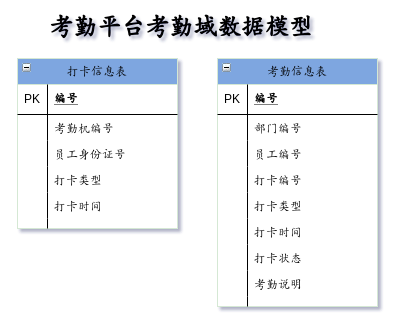 考勤平台考勤域数据模型
打卡信息表
PK 编号
考勤机编号
员工身份证号
打卡类型
打卡时间
考勤信息表
PK 编号
部门编号
员工编号
打卡编号
打卡类型
打卡时间
打卡状态
考勤说明